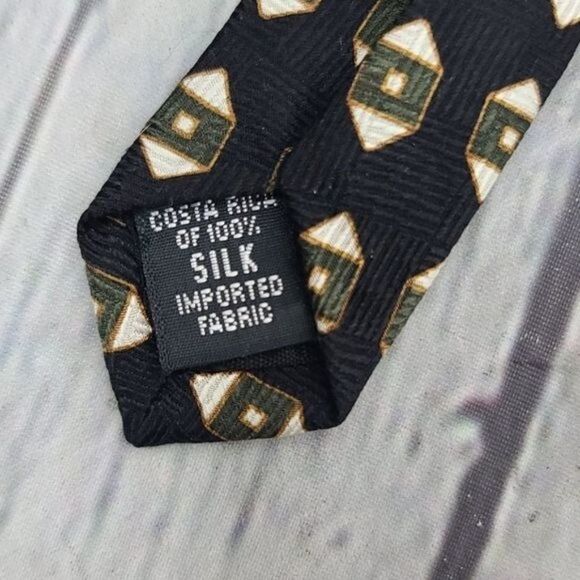 COSTA RICA
OF 100%
SILK
IMPORTED
FABRIC